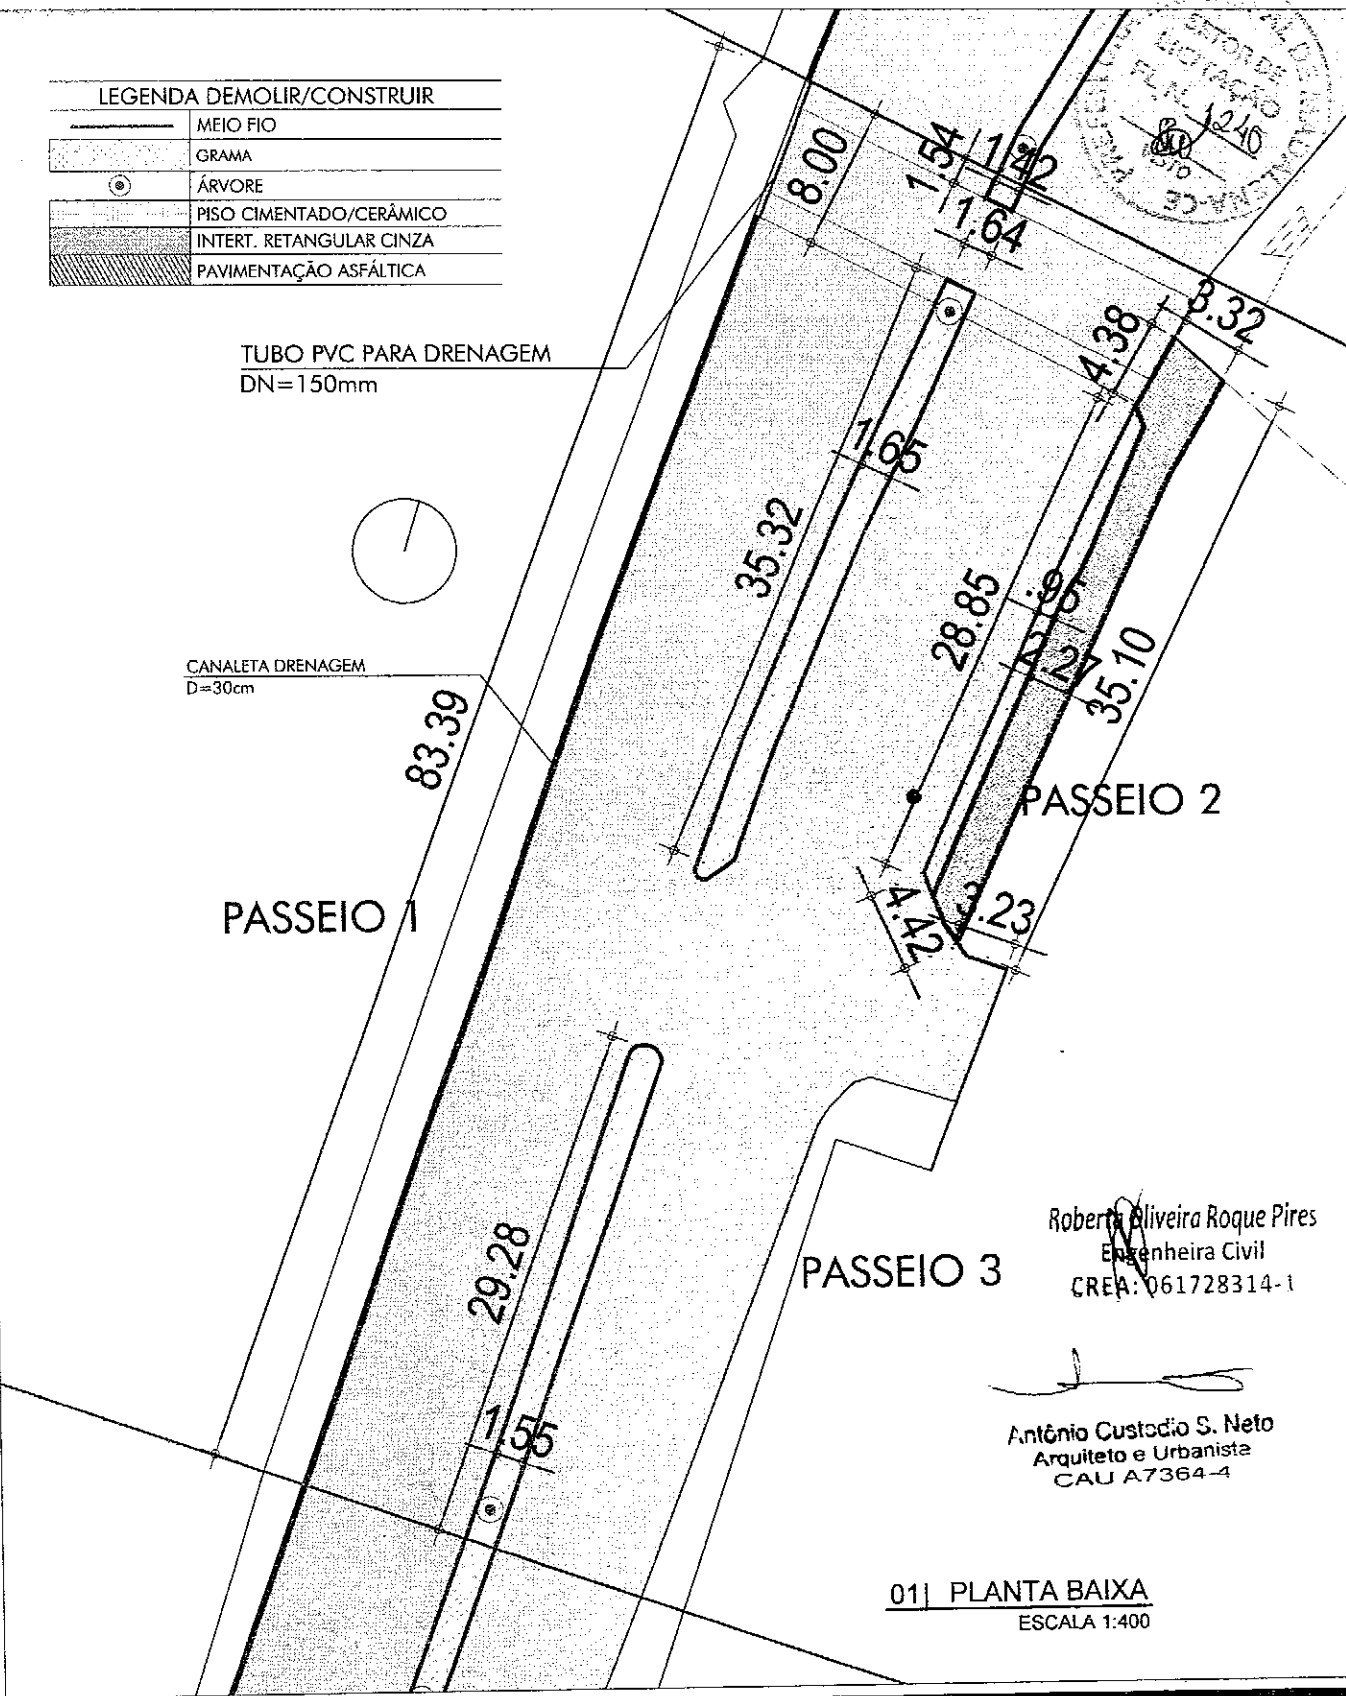 LEGENDA DEMOLIR/CONSTRUIR
MEIO FIO
GRAMA
ÁRVORE
PISO CIMENTADO/CERÂMICO
INTERT. RETANGULAR CINZA
PAVIMENTAÇÃO ASFÁLTICA
SETOR DE
LICITAÇÃO
1240
8.00
1.54
1.42
1.64
3.32
4.38
TUBO PVC PARA DRENAGEM
DN=150mm
1.65
35.32
28.85
.95
2.27
35.10
CANALETA DRENAGEM
D=30cm
83.39
PASSEIO 2
PASSEIO 1
4.42
3.23
29.28
PASSEIO 3
1.55
Roberta Oliveira Roque Pires
Engenheira Civil
CREA: 061728314-1
Antônio Custodio S. Neto
Arquiteto e Urbanista
CAU A7364-4
01| PLANTA BAIXA
ESCALA 1:400